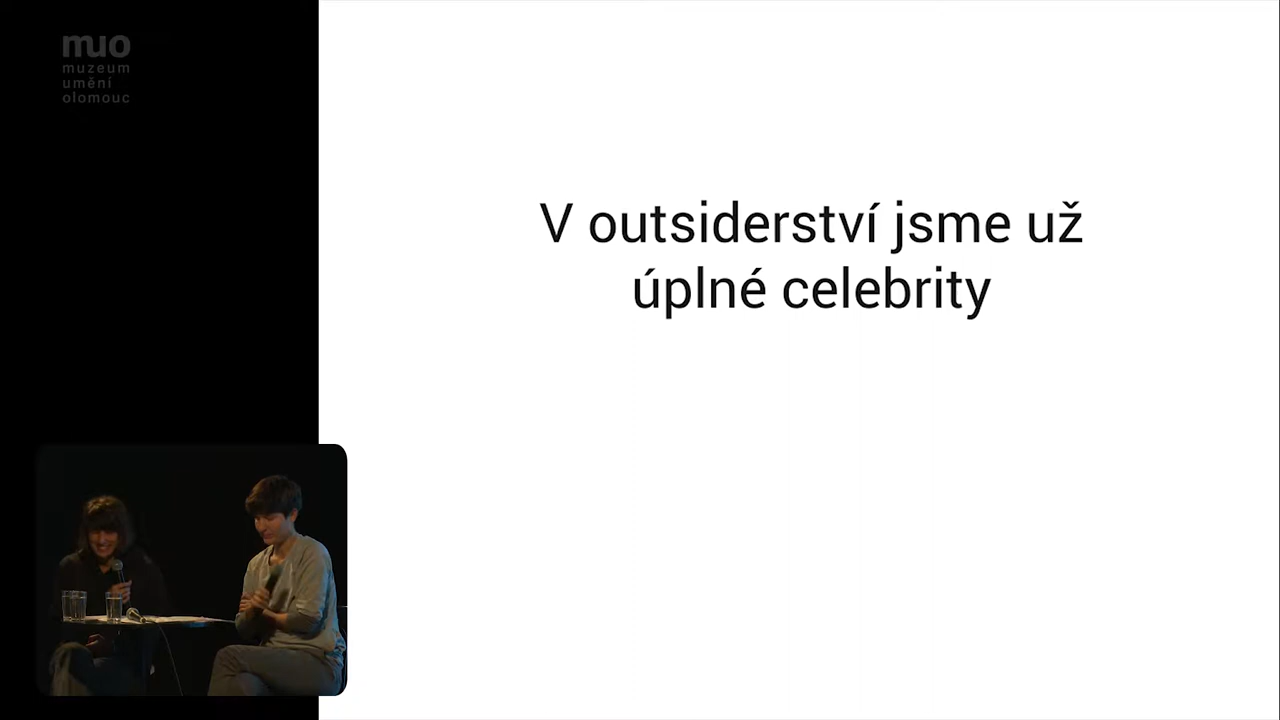 muo
muzeum
umění
olomouc
V outsiderství jsme už
úplné celebrity